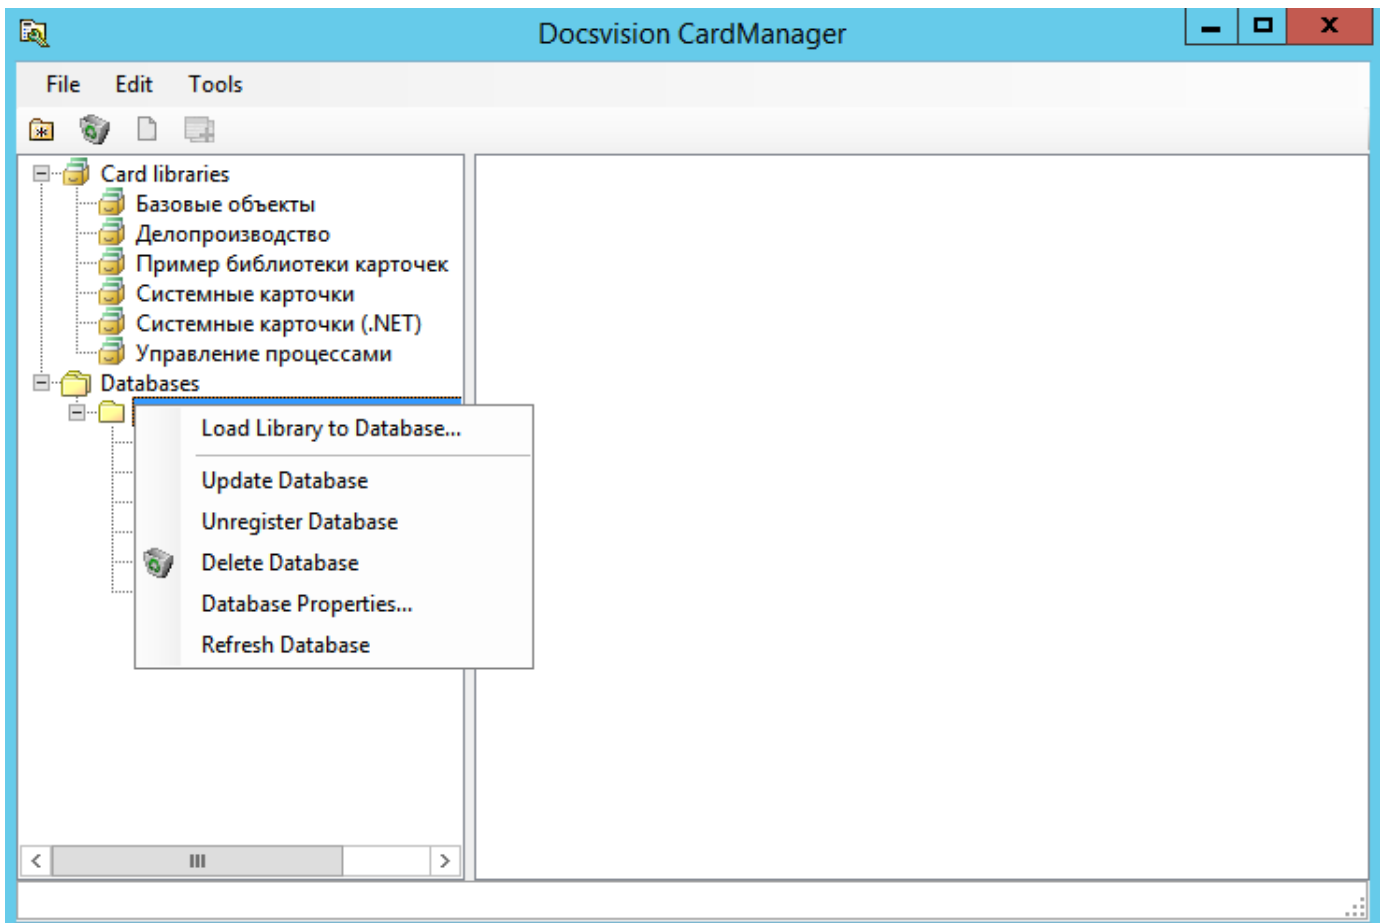 Docsvision CardManager
File Edit Tools
Card libraries
Базовые объекты
Делопроизводство
Пример библиотеки карточек
Системные карточки
Системные карточки (.NET)
Управление процессами
Databases
Load Library to Database...
Update Database
Unregister Database
Delete Database
Database Properties...
Refresh Database